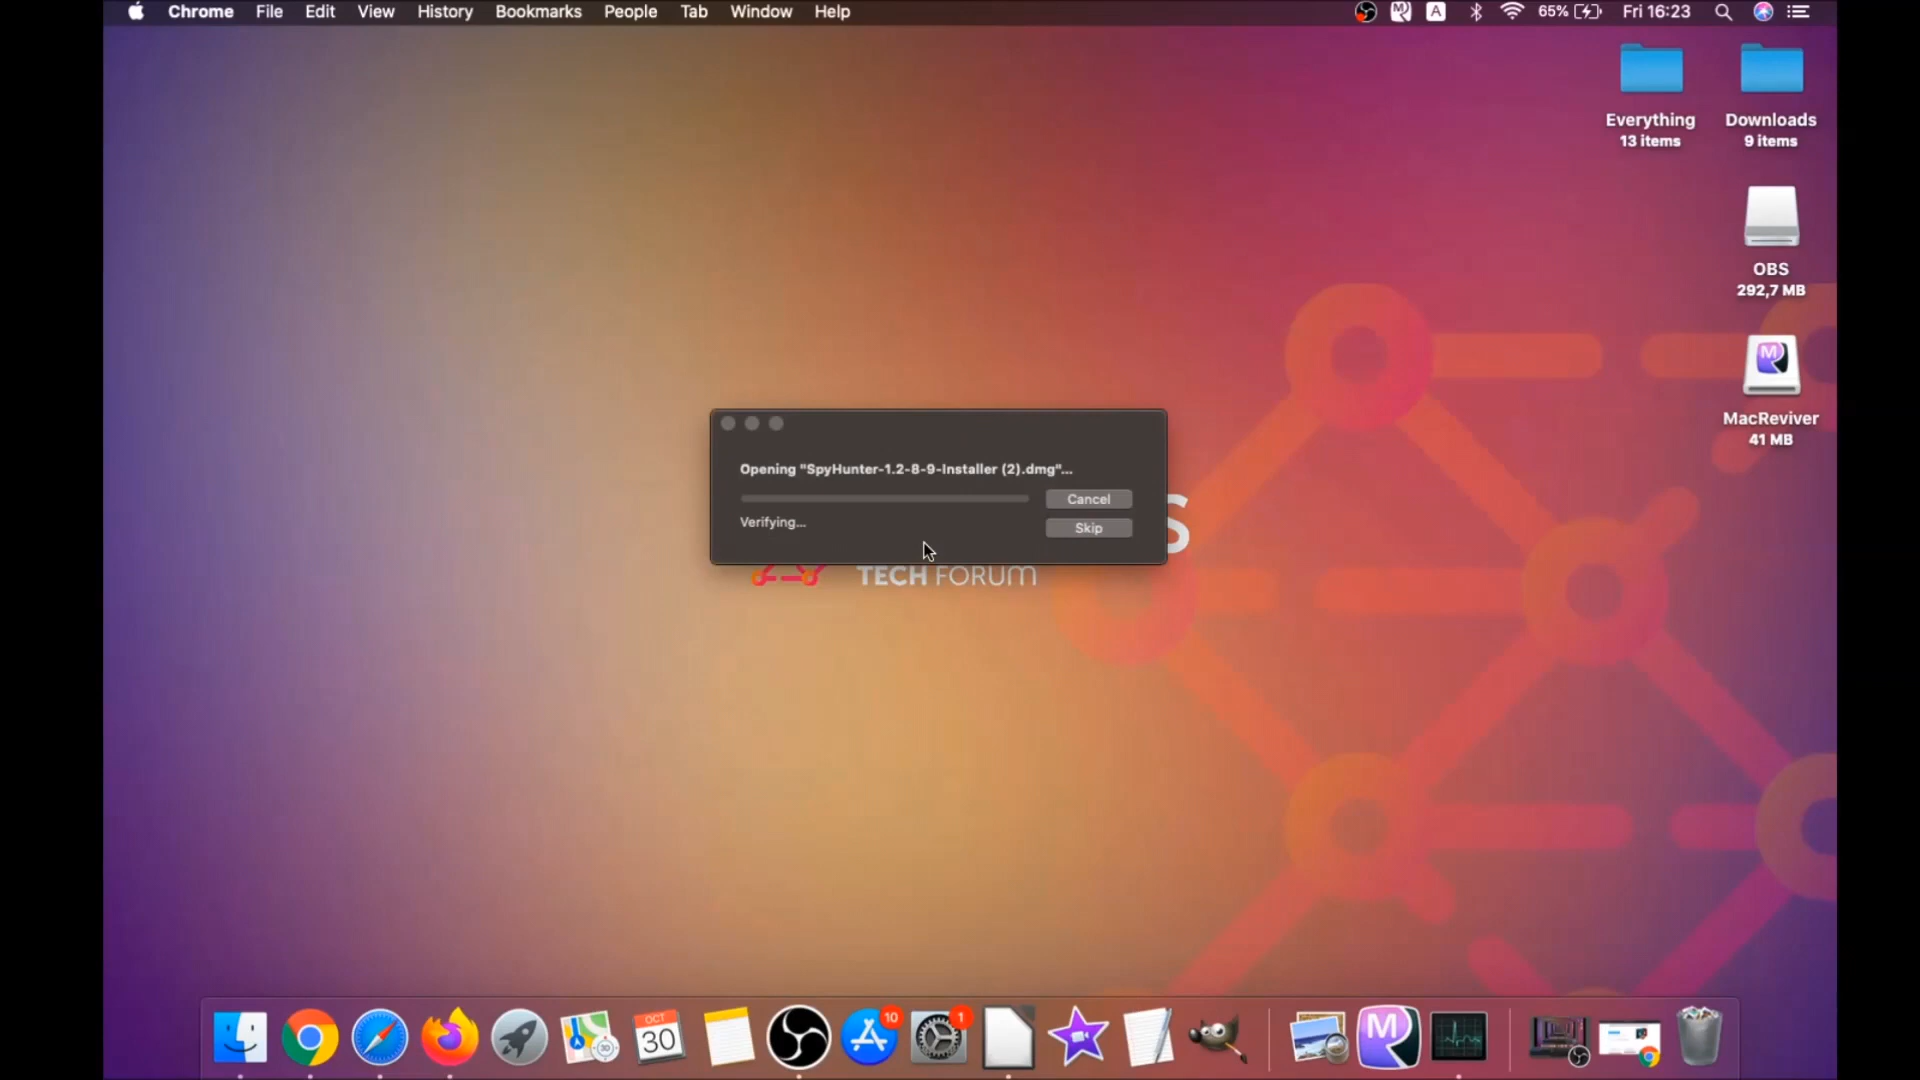 Chrome File Edit View History Bookmarks People Tab Window Help
A 65% Fri 16:23
Everything
13 items
Downloads
9 items
OBS
292,7 MB
M
MacReviver
41 MB
Opening "SpyHunter-1.2-8-9-Installer (2).dmg"...
Cancel
Verifying...
Skip
S
TECH FORUM
OCT
30
10
1
M